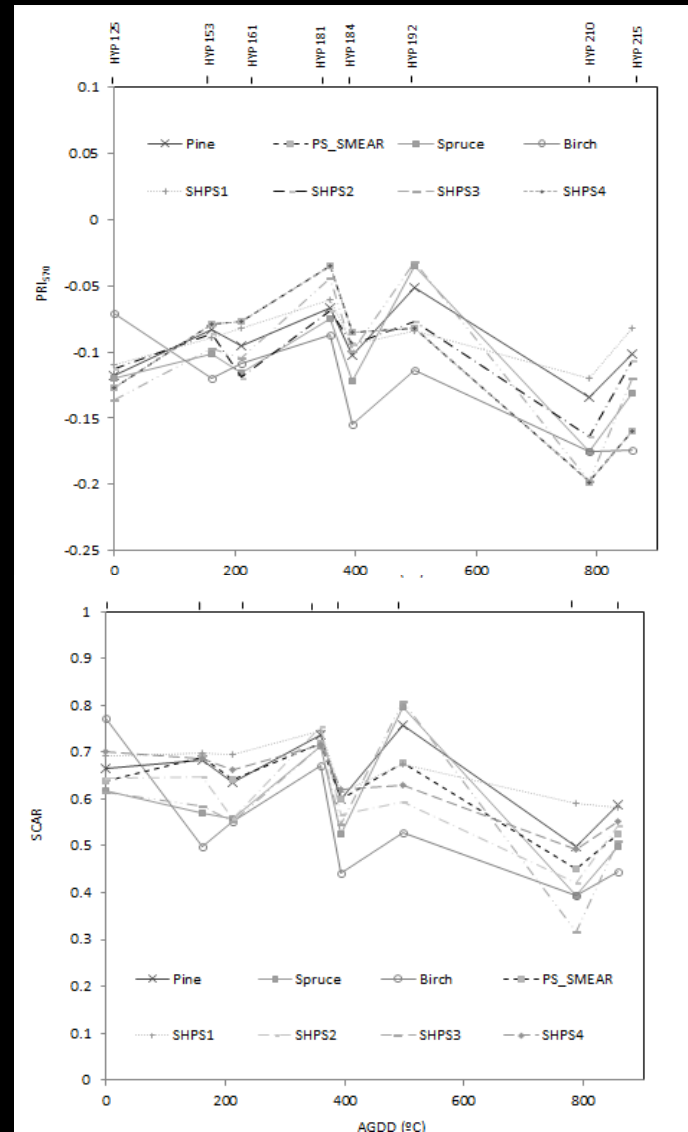 HYP 125 HYP 153 HYP 161 HYP 181 HYP 184 HYP 192 HYP 210 HYP 215
0.1
Pine PS_SMEAR Spruce Birch
0.05
SHPS1 SHPS2 SHPS3 SHPS4
0
-0.05
PRI570
-0.1
-0.15
-0.2
-0.25
0 200 400 600 800
1
0.9
0.8
0.7
0.6
SCAR
0.5
0.4
0.3
Pine Spruce Birch PS_SMEAR
0.2
0.1
SHPS1 SHPS2 SHPS3 SHPS4
0
0 200 400 600 800
AGDD (ºC)